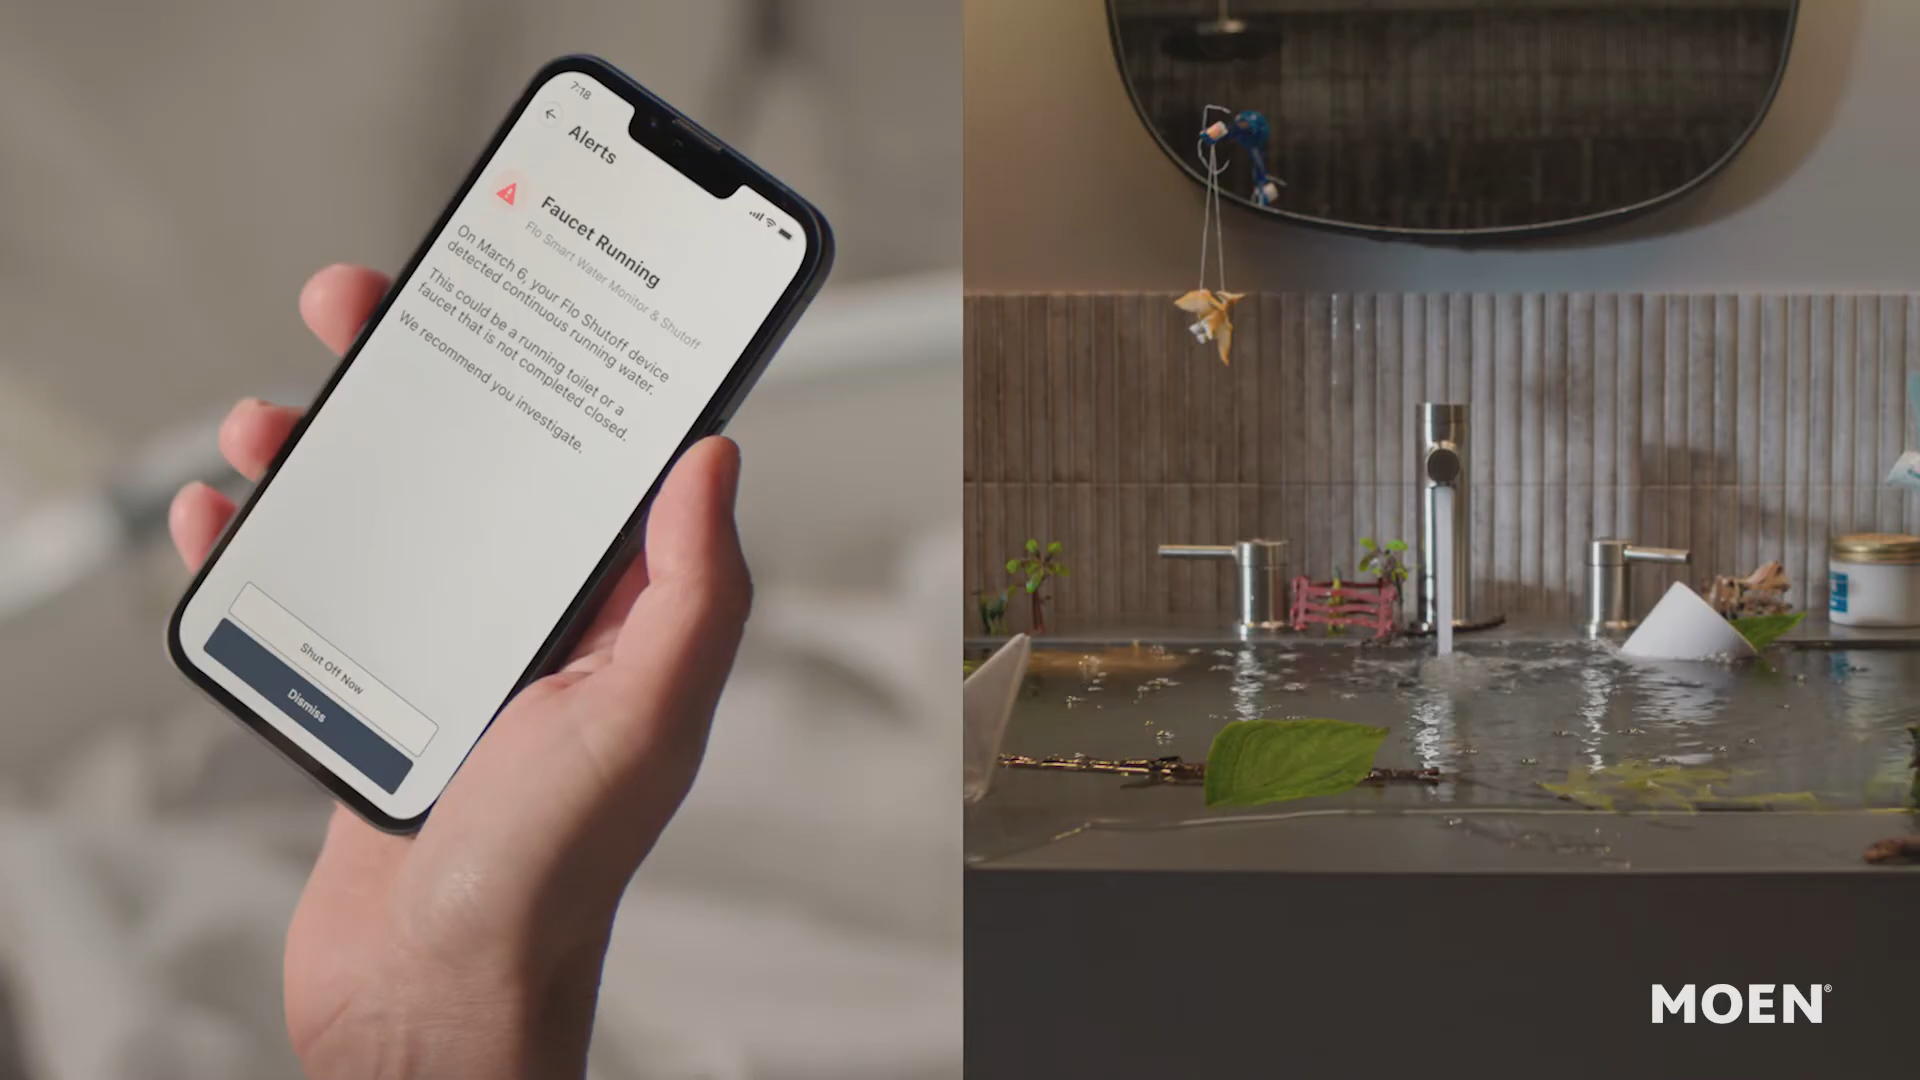 7:18
Alerts
Faucet Running
Flo Smart Water Monitor & Shutoff
On March 6, your Flo Shutoff device
detected continuous running water.
This could be a running toilet or a
faucet that is not completed closed.
We recommend you investigate.
Shut Off Now
Dismiss
MOEN®